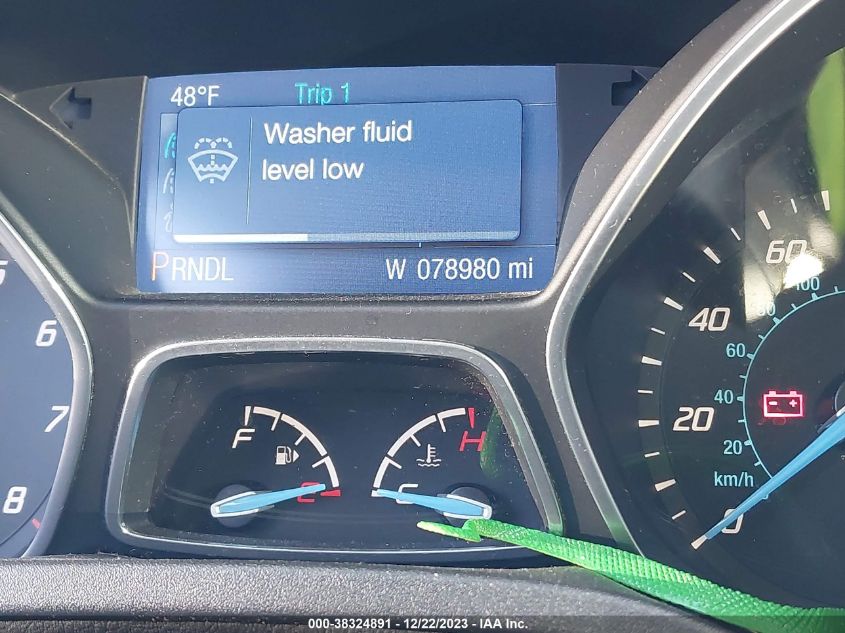 48°F
Trip 1
Washer fluid
level low
PRNDL
W 078980 mi
5
6
7
8
F
E
H
C
60
40
20
0
100
80
60
40
20
km/h
000-38324891 - 12/22/2023 - IAA Inc.